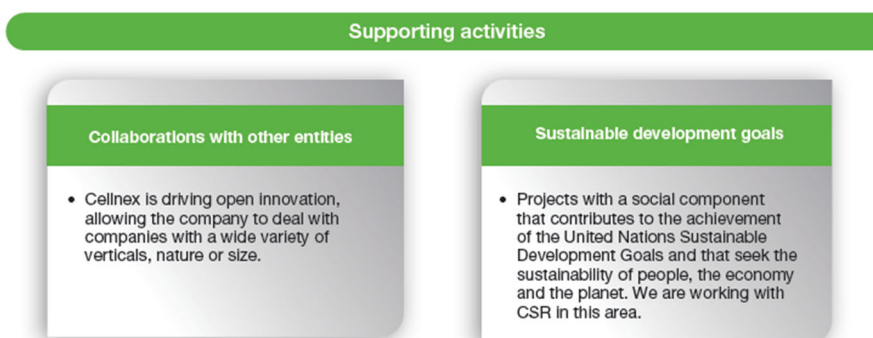 Supporting activities
Collaborations with other entities
• Cellnex is driving open innovation,
allowing the company to deal with
companies with a wide variety of
verticals, nature or size.
Sustainable development goals
• Projects with a social component
that contributes to the achievement
of the United Nations Sustainable
Development Goals and that seek the
sustainability of people, the economy
and the planet. We are working with
CSR in this area.